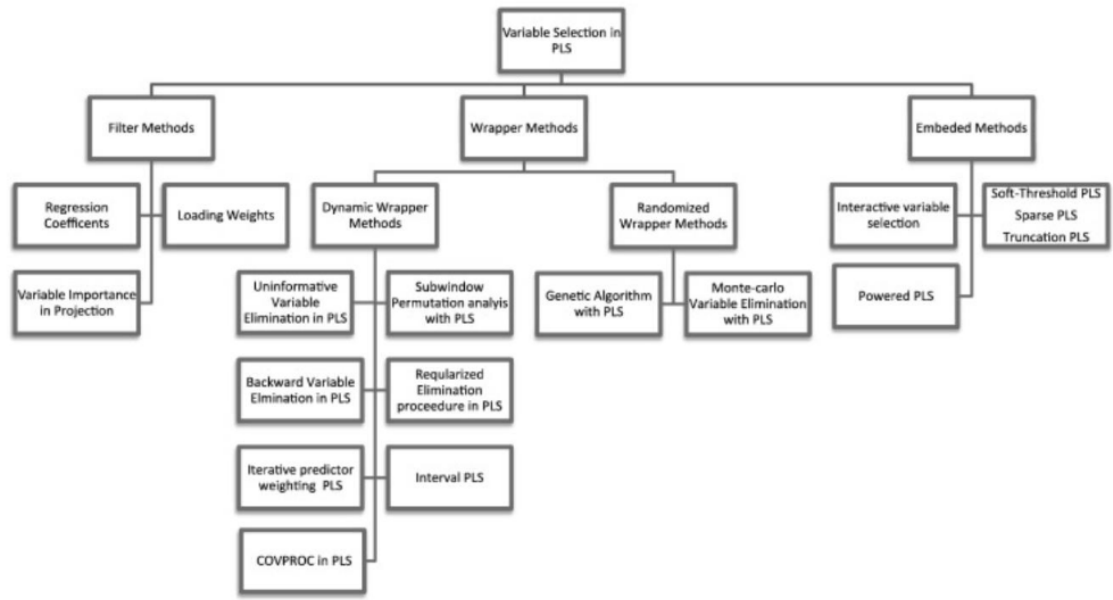 Variable Selection in
PLS
Filter Methods
Wrapper Methods
Embeded Methods
Regression
Coefficents
Loading Weights
Variable Importance
in Projection
Dynamic Wrapper
Methods
Randomized
Wrapper Methods
Uninformative
Variable
Elimination in PLS
Subwindow
Permutation analyis
with PLS
Backward Variable
Elmination in PLS
Reqularized
Elimination
proceedure in PLS
Iterative predictor
weighting PLS
Interval PLS
COVPROC in PLS
Genetic Algorithm
with PLS
Monte-carlo
Variable Elimination
with PLS
Interactive variable
selection
Soft-Threshold PLS
Sparse PLS
Truncation PLS
Powered PLS